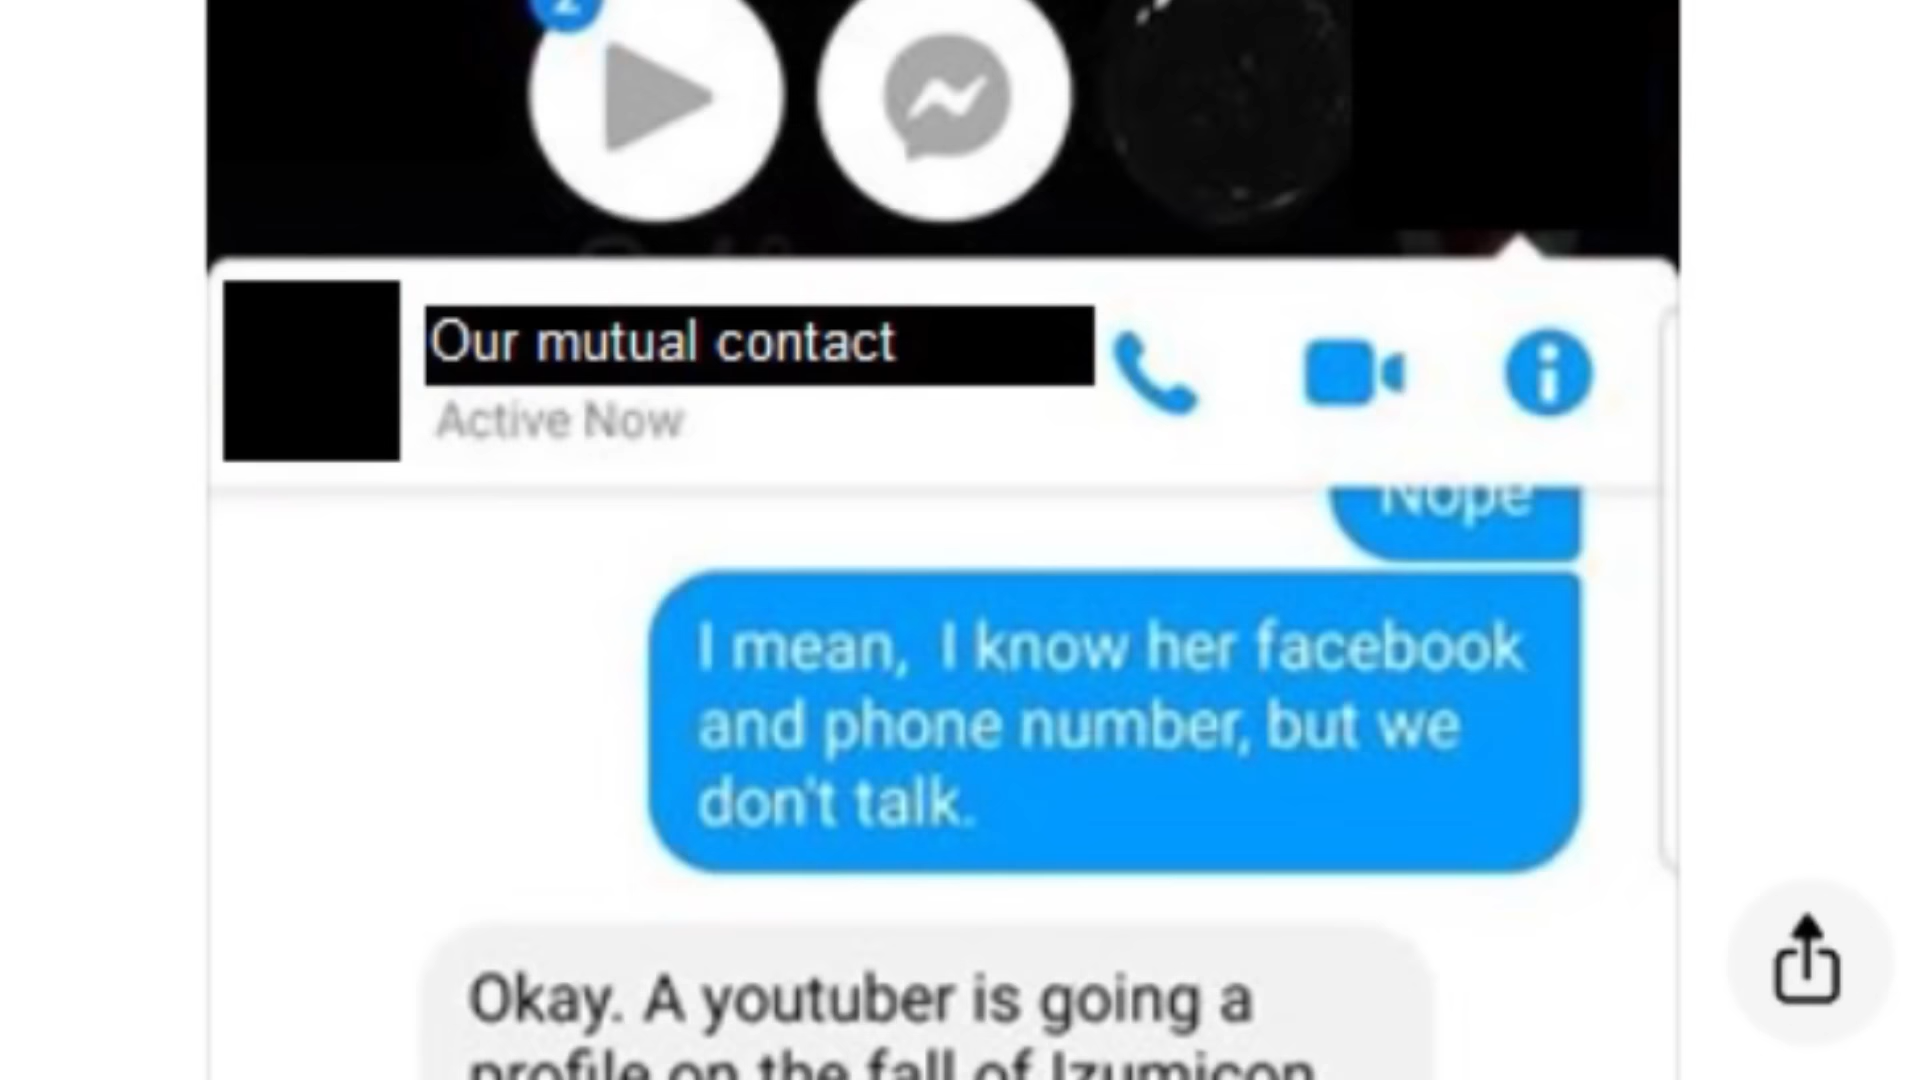 2
Our mutual contact
Active Now
Nope
I mean, I know her facebook
and phone number, but we
don't talk.
Okay. A youtuber is going a
profile on the fall of Izumicon